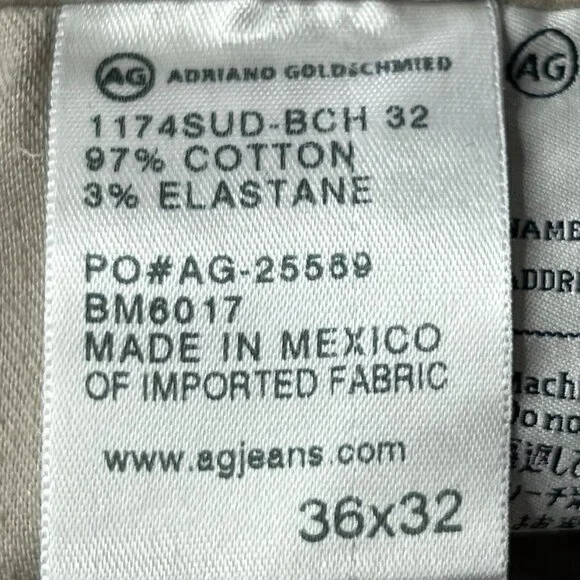 AG ADRIANO GOLDSCHMIED
1174SUD-BCH 32
97% COTTON
3% ELASTANE
PO#AG-25569
BM6017
MADE IN MEXICO
OF IMPORTED FABRIC
www.agjeans.com
36x32
AG